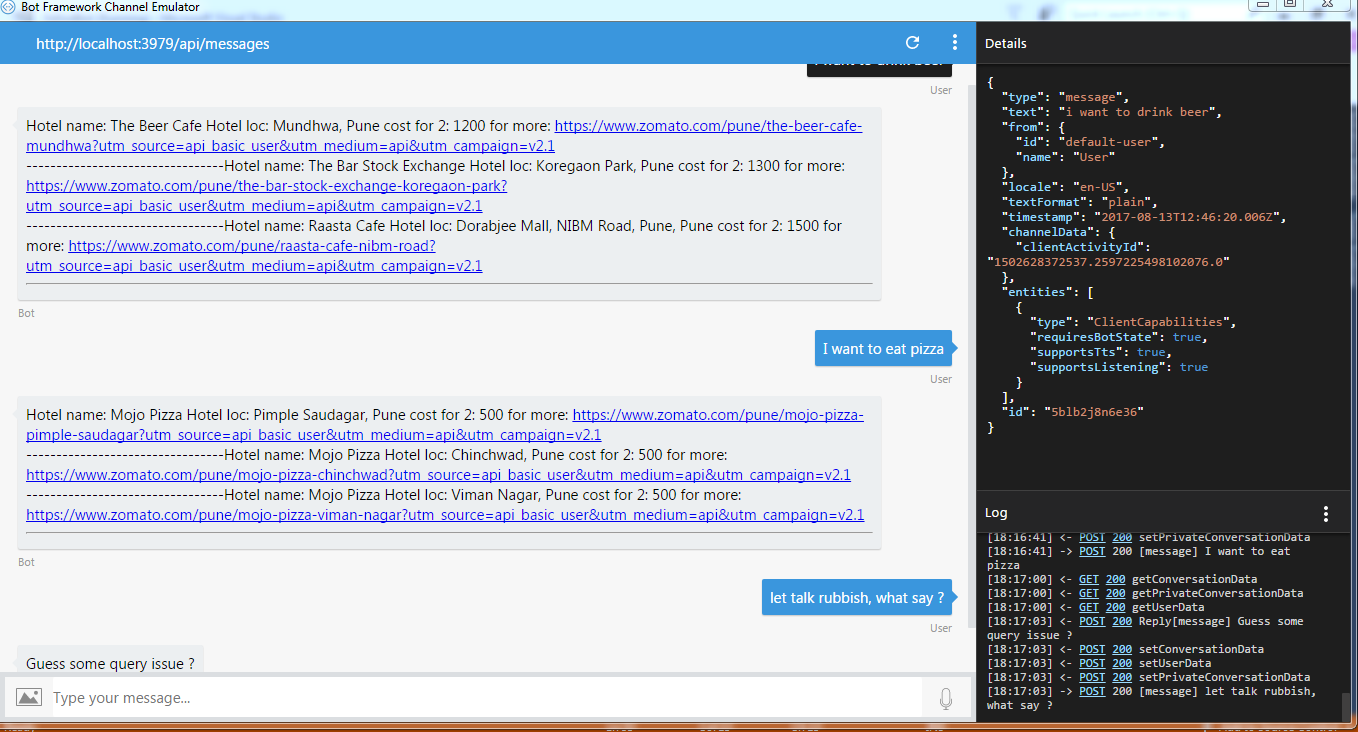 Bot Framework Channel Emulator
http://localhost:3979/api/messages
User
Hotel name: The Beer Cafe Hotel loc: Mundhwa, Pune cost for 2: 1200 for more: https://www.zomato.com/pune/the-beer-cafe-
mundhwa?utm_source=api_basic_user&utm_medium=api&utm_campaign=v2.1
---------------------------------Hotel name: The Bar Stock Exchange Hotel loc: Koregaon Park, Pune cost for 2: 1300 for more:
https://www.zomato.com/pune/the-bar-stock-exchange-koregaon-park?
utm_source=api_basic_user&utm_medium=api&utm_campaign=v2.1
---------------------------------Hotel name: Raasta Cafe Hotel loc: Dorabjee Mall, NIBM Road, Pune, Pune cost for 2: 1500 for
more: https://www.zomato.com/pune/raasta-cafe-nibm-road?
utm_source=api_basic_user&utm_medium=api&utm_campaign=v2.1
Bot
I want to eat pizza
User
Hotel name: Mojo Pizza Hotel loc: Pimple Saudagar, Pune cost for 2: 500 for more: https://www.zomato.com/pune/mojo-pizza-
pimple-saudagar?utm_source=api_basic_user&utm_medium=api&utm_campaign=v2.1
---------------------------------Hotel name: Mojo Pizza Hotel loc: Chinchwad, Pune cost for 2: 500 for more:
https://www.zomato.com/pune/mojo-pizza-chinchwad?utm_source=api_basic_user&utm_medium=api&utm_campaign=v2.1
---------------------------------Hotel name: Mojo Pizza Hotel loc: Viman Nagar, Pune cost for 2: 500 for more:
https://www.zomato.com/pune/mojo-pizza-viman-nagar?utm_source=api_basic_user&utm_medium=api&utm_campaign=v2.1
Bot
let talk rubbish, what say ?
User
Guess some query issue ?
Type your message...
Details
{
"type": "message",
"text": "i want to drink beer",
"from": {
"id": "default-user",
"name": "User"
},
"locale": "en-US",
"textFormat": "plain",
"timestamp": "2017-08-13T12:46:20.006Z",
"channelData": {
"clientActivityId":
"1502628372537.2597225498102076.0"
},
"entities": [
{
"type": "ClientCapabilities",
"requiresBotState": true,
"supportsTts": true,
"supportsListening": true
}
],
"id": "5blb2j8n6e36"
}
Log
[18:16:41] <- POST 200 setPrivateConversationData
[18:16:41] -> POST 200 [message] I want to eat
pizza
[18:17:00] <- GET 200 getConversationData
[18:17:00] <- GET 200 getPrivateConversationData
[18:17:00] <- GET 200 getUserData
[18:17:03] <- POST 200 Reply[message] Guess some
query issue ?
[18:17:03] <- POST 200 setConversationData
[18:17:03] <- POST 200 setUserData
[18:17:03] <- POST 200 setPrivateConversationData
[18:17:03] -> POST 200 [message] let talk rubbish,
what say ?